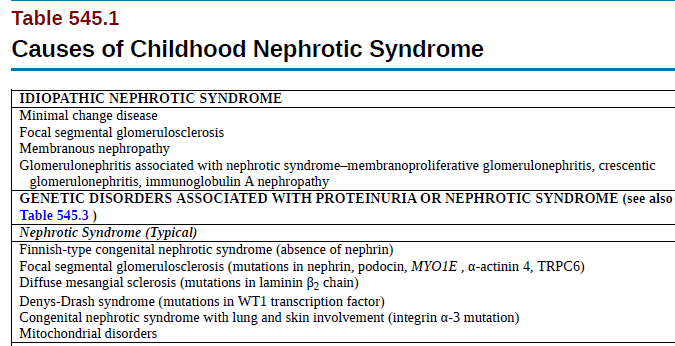 Table 545.1
Causes of Childhood Nephrotic Syndrome
IDIOPATHIC NEPHROTIC SYNDROME
Minimal change disease
Focal segmental glomerulosclerosis
Membranous nephropathy
Glomerulonephritis associated with nephrotic syndrome–membranoproliferative glomerulonephritis, crescentic
glomerulonephritis, immunoglobulin A nephropathy
GENETIC DISORDERS ASSOCIATED WITH PROTEINURIA OR NEPHROTIC SYNDROME (see also
Table 545.3 )
Nephrotic Syndrome (Typical)
Finnish-type congenital nephrotic syndrome (absence of nephrin)
Focal segmental glomerulosclerosis (mutations in nephrin, podocin, MYO1E , α-actinin 4, TRPC6)
Diffuse mesangial sclerosis (mutations in laminin β2 chain)
Denys-Drash syndrome (mutations in WT1 transcription factor)
Congenital nephrotic syndrome with lung and skin involvement (integrin α-3 mutation)
Mitochondrial disorders